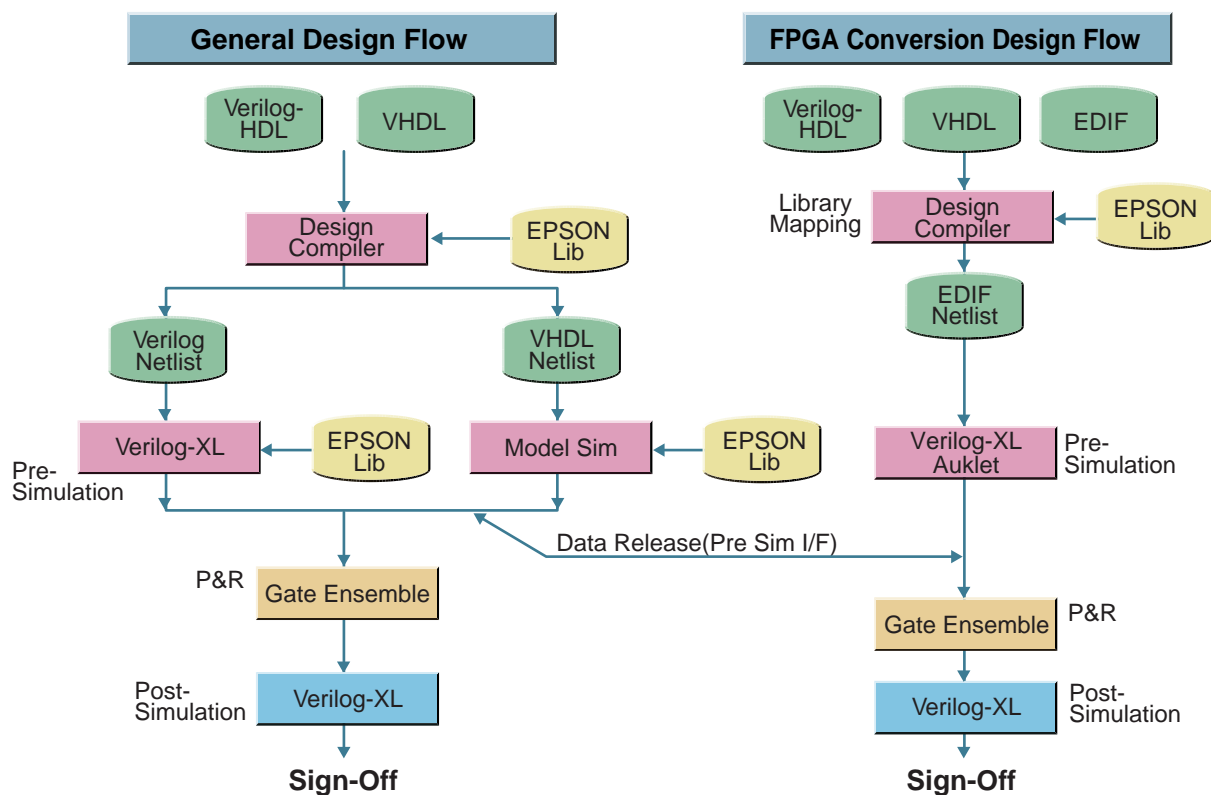 General Design Flow
Verilog-
HDL
VHDL
Design
Compiler
EPSON
Lib
Verilog
Netlist
VHDL
Netlist
Verilog-XL
EPSON
Lib
Model Sim
EPSON
Lib
Pre-
Simulation
Data Release(Pre Sim I/F)
P&R
Gate Ensemble
Post-
Simulation
Verilog-XL
Sign-Off
FPGA Conversion Design Flow
Verilog-
HDL
VHDL
EDIF
Library
Mapping
Design
Compiler
EPSON
Lib
EDIF
Netlist
Verilog-XL
Auklet
Pre-
Simulation
Gate Ensemble
P&R
Verilog-XL
Post-
Simulation
Sign-Off